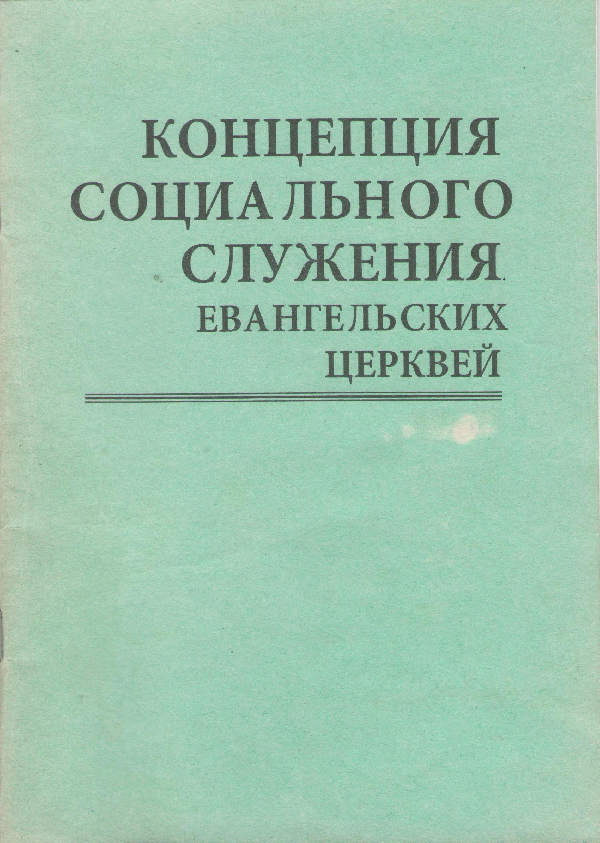 КОНЦЕПЦИЯ
СОЦИАЛЬНОГО
СЛУЖЕНИЯ
ЕВАНГЕЛЬСКИХ
ЦЕРКВЕЙ